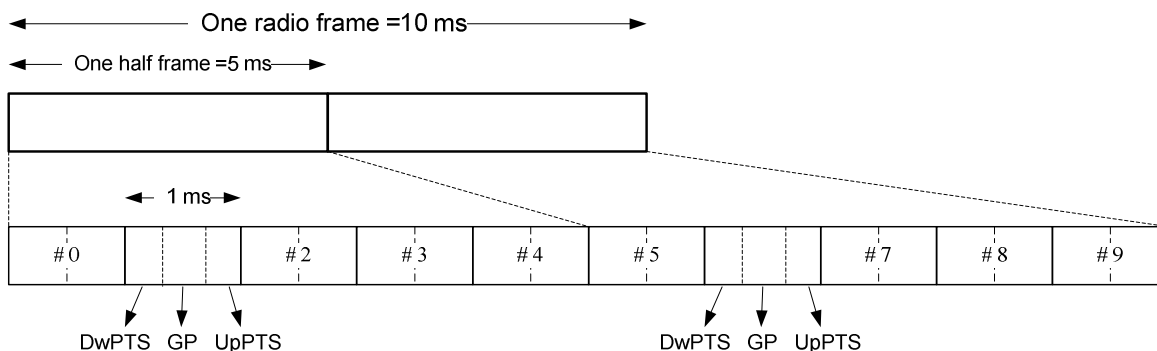 One radio frame =10 ms
One half frame =5 ms
1 ms
#0 #2 #3 #4 #5 #7 #8 #9
DwPTS GP UpPTS DwPTS GP UpPTS